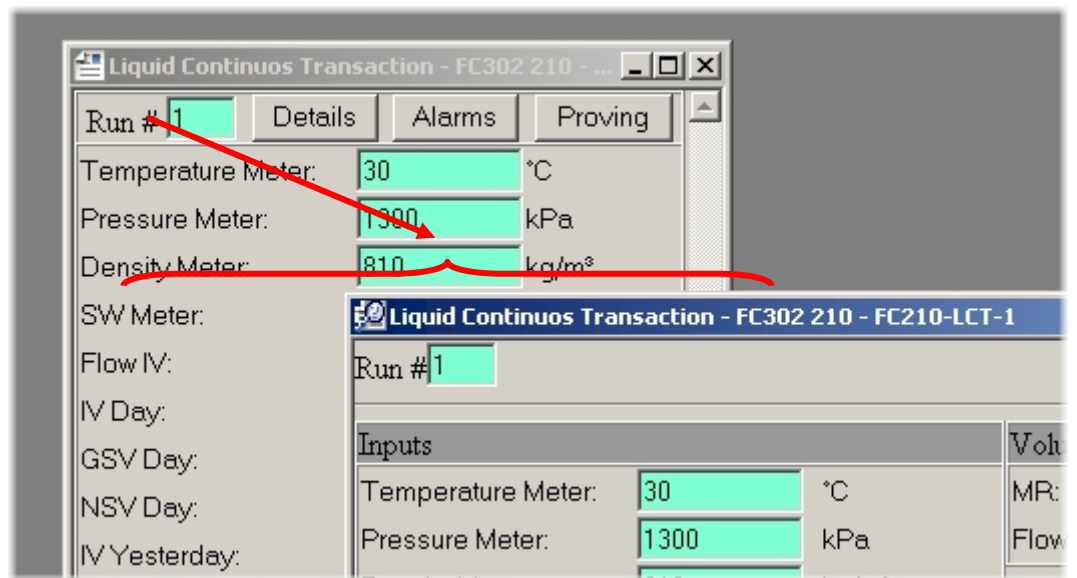 Liquid Continuos Transaction - FC302 210 - ...
Run # 1 Details Alarms Proving
Temperature Meter: 30 °C
Pressure Meter: 1300 kPa
Density Meter: 810 kg/m³
SW Meter:
Flow IV:
IV Day:
GSV Day:
NSV Day:
IV Yesterday:
Liquid Continuos Transaction - FC302 210 - FC210-LCT-1
Run # 1
Inputs
Temperature Meter: 30 °C MR:
Pressure Meter: 1300 kPa Flow